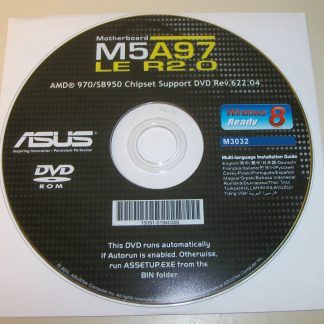 Motherboard
M5A97
LE R2.0
AMD® 970/SB950 Chipset Support DVD Rev.622.04
ASUS
Inspiring Innovation · Persistent Perfection
Windows 8
Ready
M3032
DVD
ROM
Multi-language Installation Guide
15091-01940300
This DVD runs automatically
if Autorun is enabled. Otherwise,
run ASSETUP.EXE from the
BIN folder.